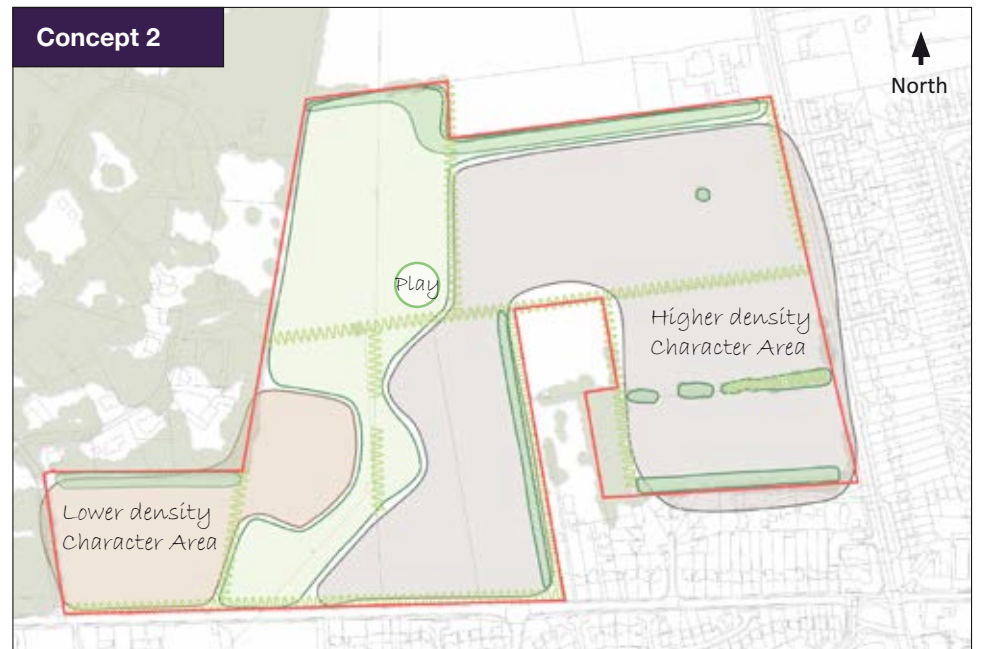 Concept 2
North
Play
Higher density
Character Area
Lower density
Character Area